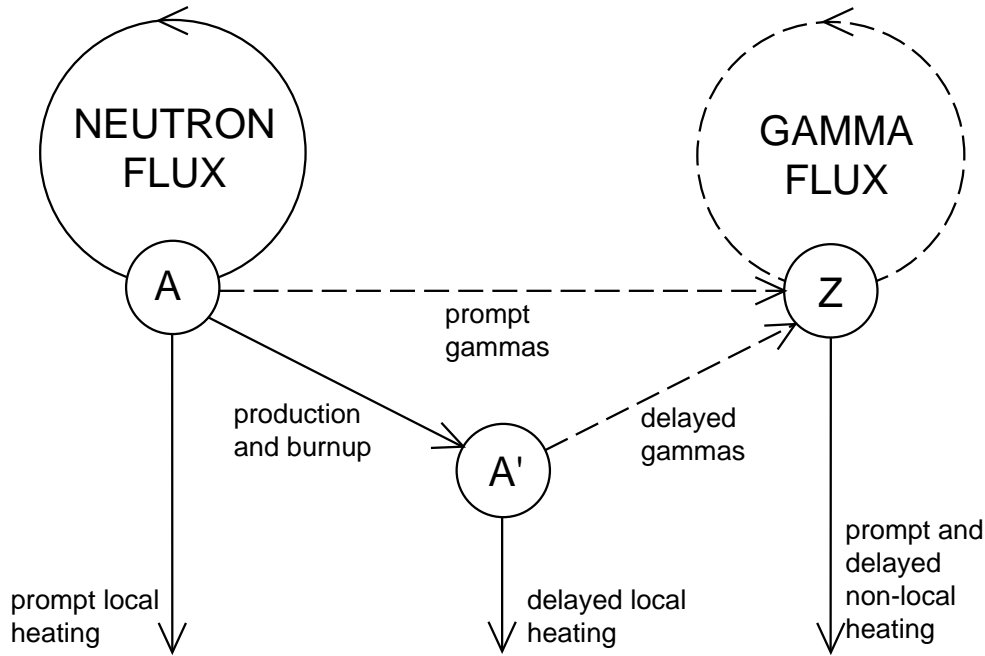 NEUTRON
FLUX
GAMMA
FLUX
A
Z
prompt
gammas
production
and burnup
delayed
gammas
A'
prompt local
heating
delayed local
heating
prompt and
delayed
non-local
heating